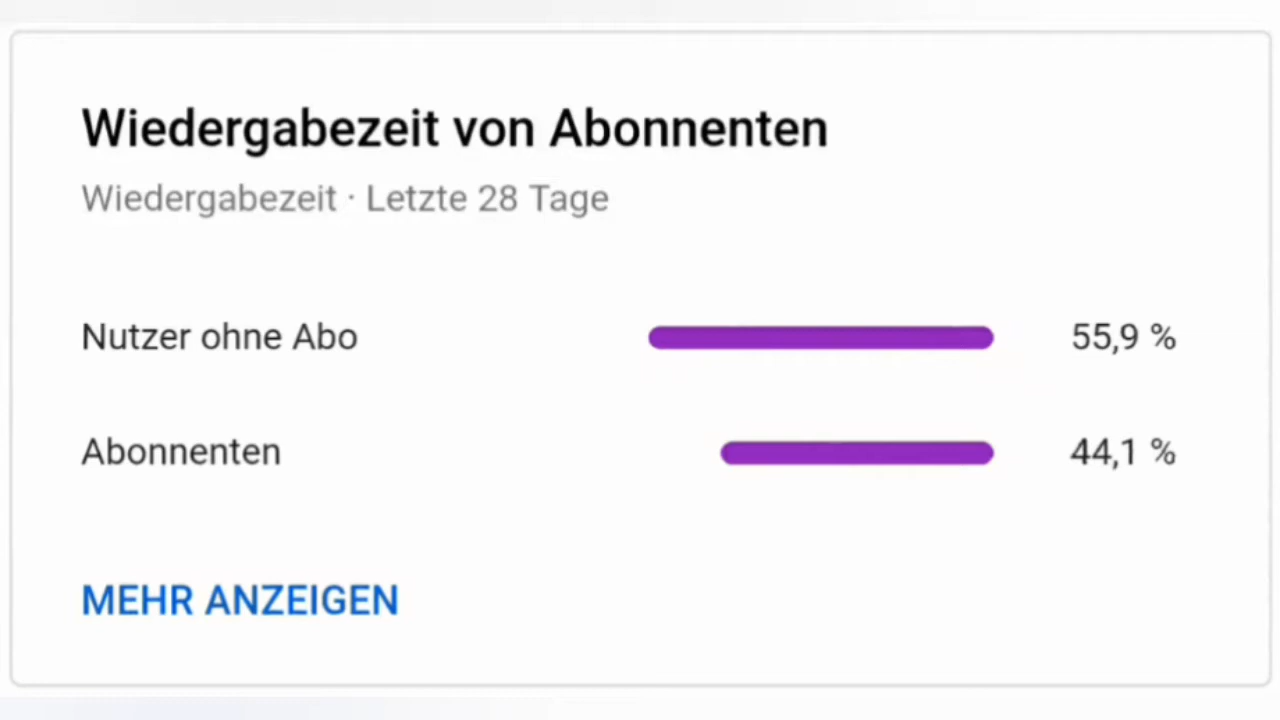 Wiedergabezeit von Abonnenten
Wiedergabezeit · Letzte 28 Tage
Nutzer ohne Abo 55,9 %
Abonnenten 44,1 %
MEHR ANZEIGEN